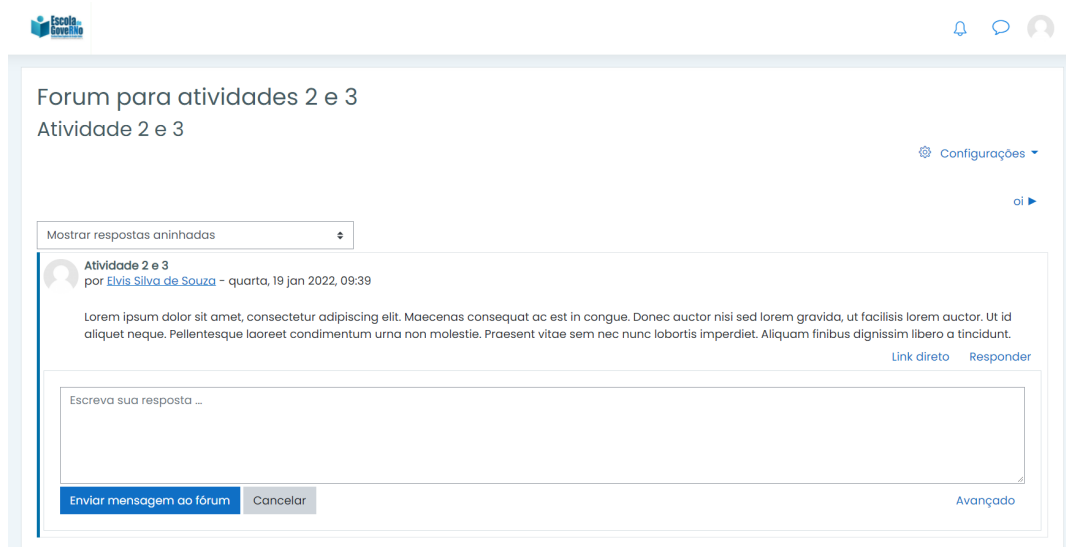 Escola de
GoveRNo
Forum para atividades 2 e 3
Atividade 2 e 3
Configurações
oi ►
Mostrar respostas aninhadas
Atividade 2 e 3
por Elvis Silva de Souza - quarta, 19 jan 2022, 09:39
Lorem ipsum dolor sit amet, consectetur adipiscing elit. Maecenas consequat ac est in congue. Donec auctor nisi sed lorem gravida, ut facilisis lorem auctor. Ut id
aliquet neque. Pellentesque laoreet condimentum urna non molestie. Praesent vitae sem nec nunc lobortis imperdiet. Aliquam finibus dignissim libero a tincidunt.
Link direto Responder
Escreva sua resposta ...
Enviar mensagem ao fórum Cancelar Avançado